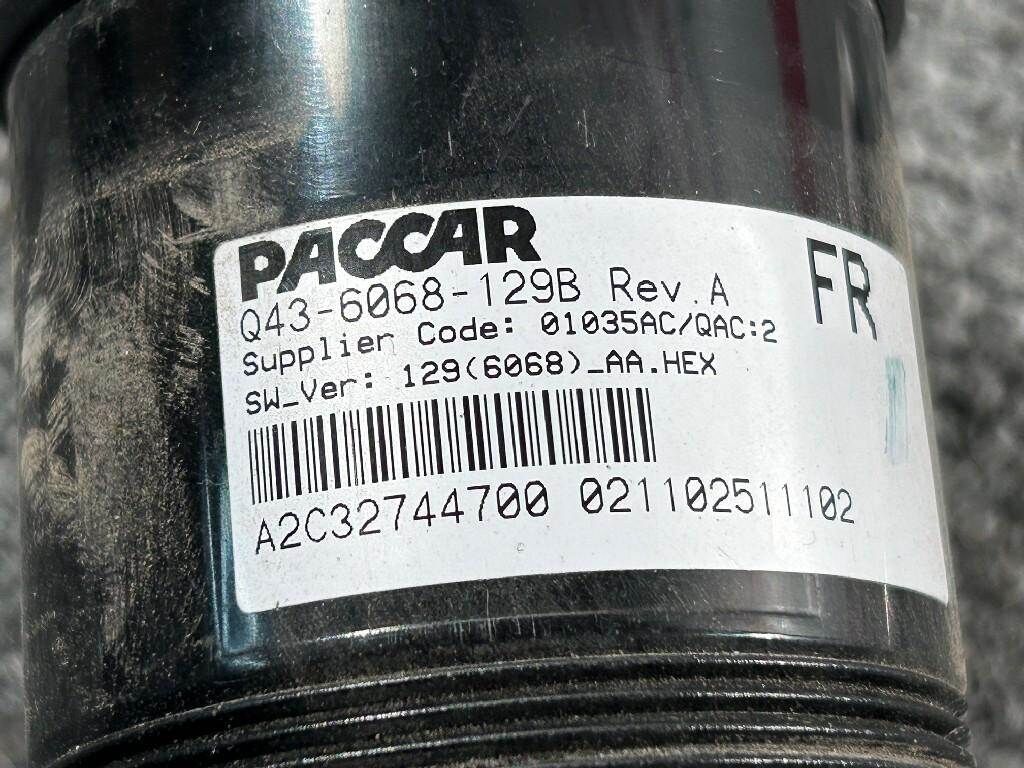 PACCAR
Q43-6068-129B Rev.A
FR
Supplier Code: 01035AC/QAC:2
SW_Ver: 129(6068)_AA.HEX
A2C32744700 021102511102